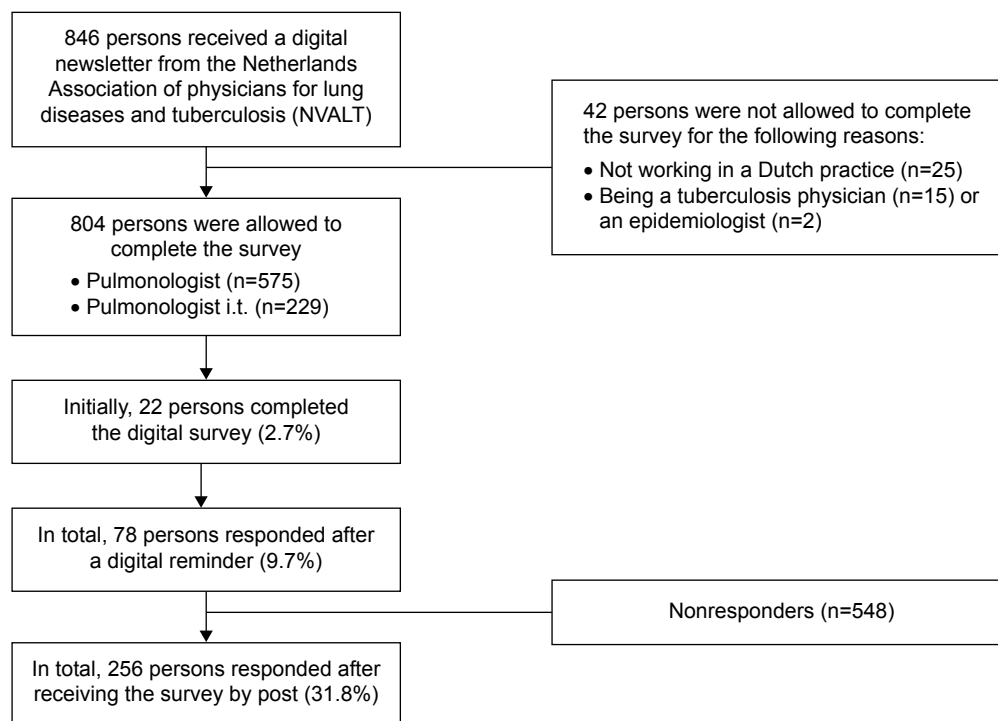 846 persons received a digital
newsletter from the Netherlands
Association of physicians for lung
diseases and tuberculosis (NVALT)
42 persons were not allowed to complete
the survey for the following reasons:
• Not working in a Dutch practice (n=25)
• Being a tuberculosis physician (n=15) or
an epidemiologist (n=2)
804 persons were allowed to
complete the survey
• Pulmonologist (n=575)
• Pulmonologist i.t. (n=229)
Initially, 22 persons completed
the digital survey (2.7%)
In total, 78 persons responded after
a digital reminder (9.7%)
Nonresponders (n=548)
In total, 256 persons responded after
receiving the survey by post (31.8%)